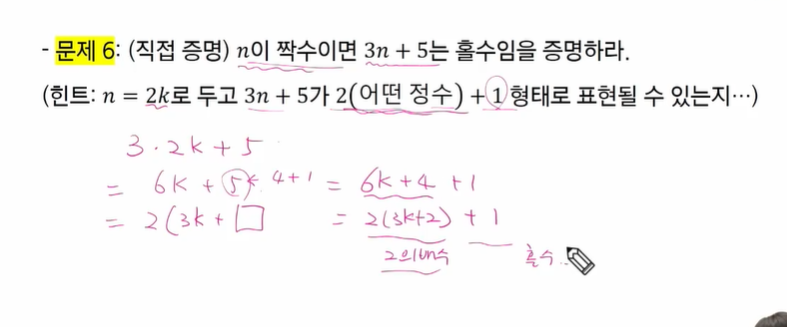 - 문제 6: (직접 증명) n이 짝수이면 3n + 5는 홀수임을 증명하라.
(힌트: n = 2k로 두고 3n + 5가 2(어떤 정수) + 1 형태로 표현될 수 있는지…)
3 · 2k + 5
= 6k + 5 4+1 = 6k + 4 + 1
= 2(3k + □ = 2(3k+2) + 1
2의 배수 홀수